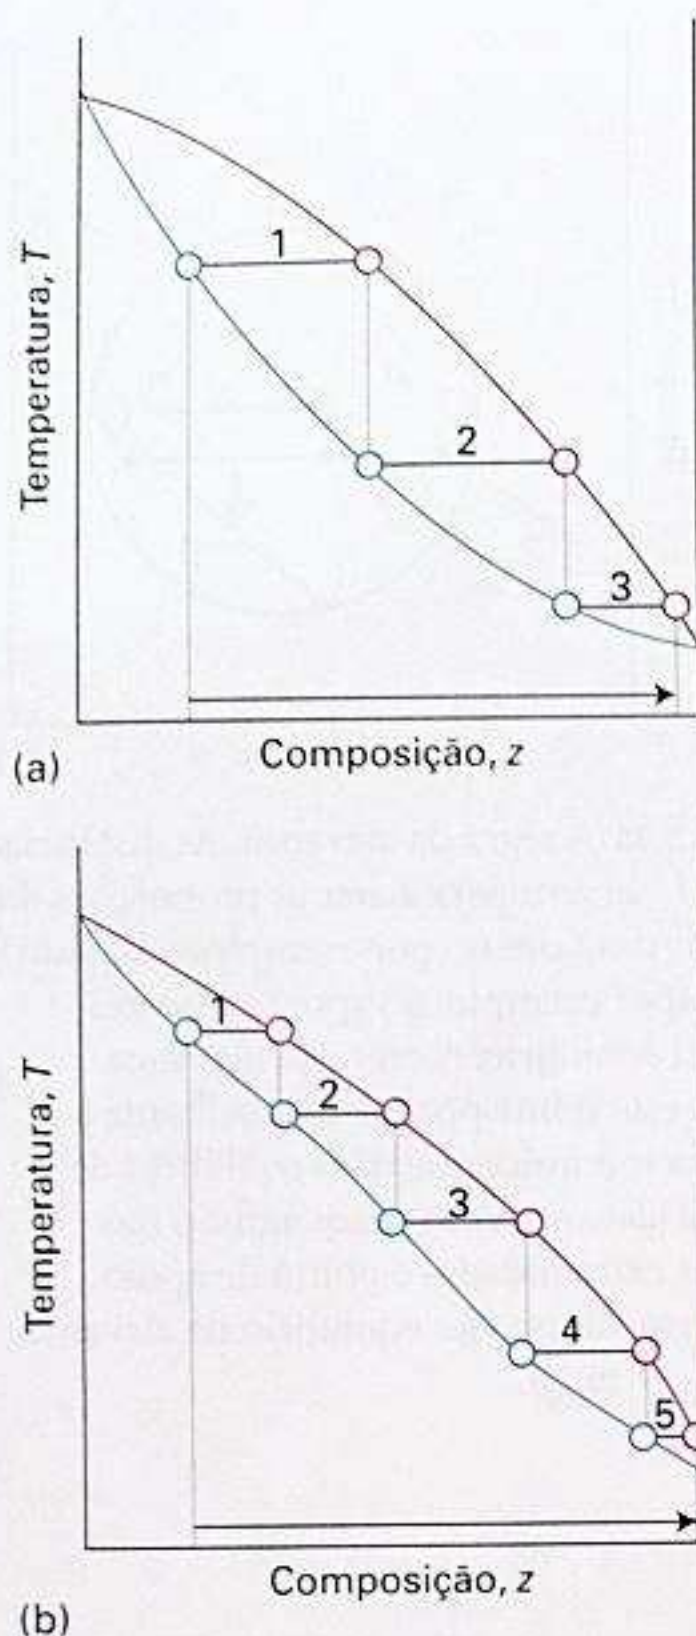 Temperatura, T
1
2
3
Composição, z
(a)
Temperatura, T
1
2
3
4
5
Composição, z
(b)